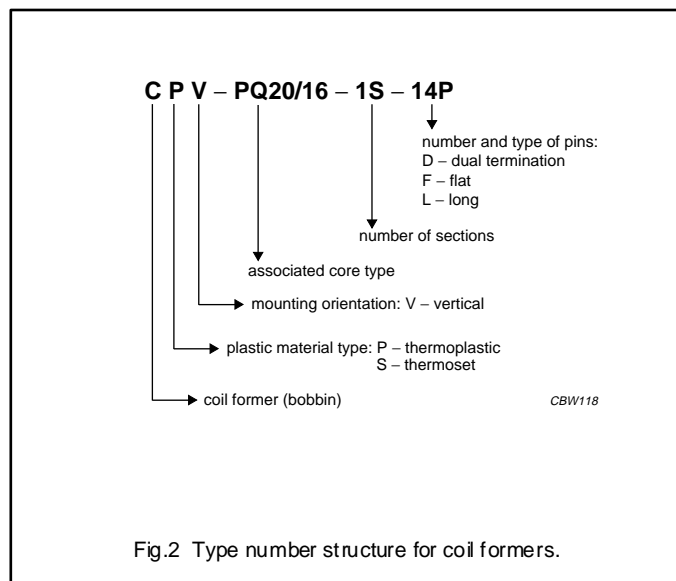 C P V – PQ20/16 – 1S – 14P
number and type of pins:
D – dual termination
F – flat
L – long
number of sections
associated core type
mounting orientation: V – vertical
plastic material type: P – thermoplastic
S – thermoset
coil former (bobbin)
CBW118
Fig.2 Type number structure for coil formers.